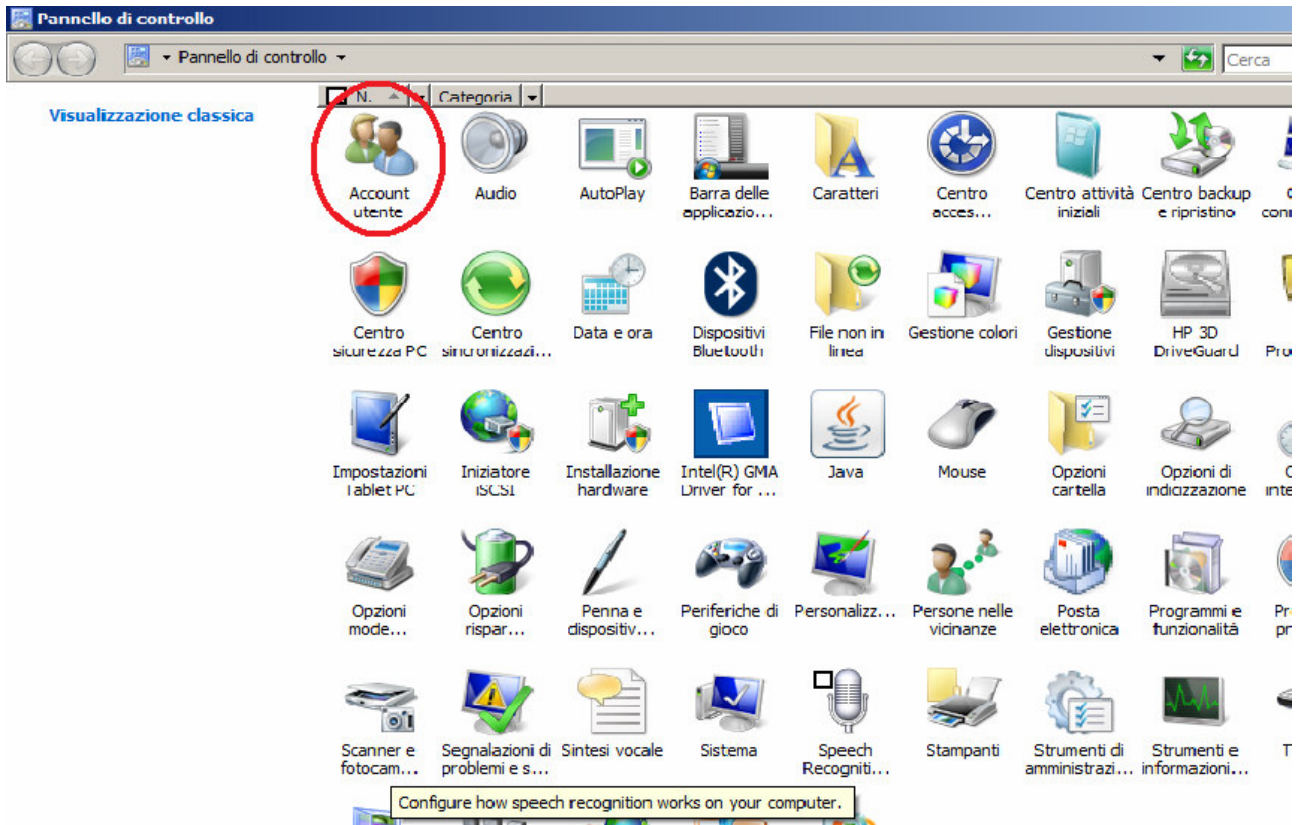 Pannello di controllo
Pannello di controllo
Cerca
Visualizzazione classica
N.
Categoria
Account
utente
Audio
AutoPlay
Barra delle
applicazio...
Caratteri
Centro
acces...
Centro attività
iniziali
Centro backup
e ripristino
Centro
sicurezza PC
Centro
sincronizzazi...
Data e ora
Dispositivi
Bluetooth
File non in
linea
Gestione colori
Gestione
dispositivi
HP 3D
DriveGuard
Impostazioni
Tablet PC
Iniziatore
iSCSI
Installazione
hardware
Intel(R) GMA
Driver for ...
Java
Mouse
Opzioni
cartella
Opzioni di
indicizzazione
Opzioni
mode...
Opzioni
rispar...
Penna e
dispositiv...
Periferiche di
gioco
Personalizz...
Persone nelle
vicinanze
Posta
elettronica
Programmi e
funzionalità
Scanner e
fotocam...
Segnalazioni di
problemi e s...
Sintesi vocale
Sistema
Speech
Recogniti...
Stampanti
Strumenti di
amministrazi...
Strumenti e
informazioni...
Configure how speech recognition works on your computer.